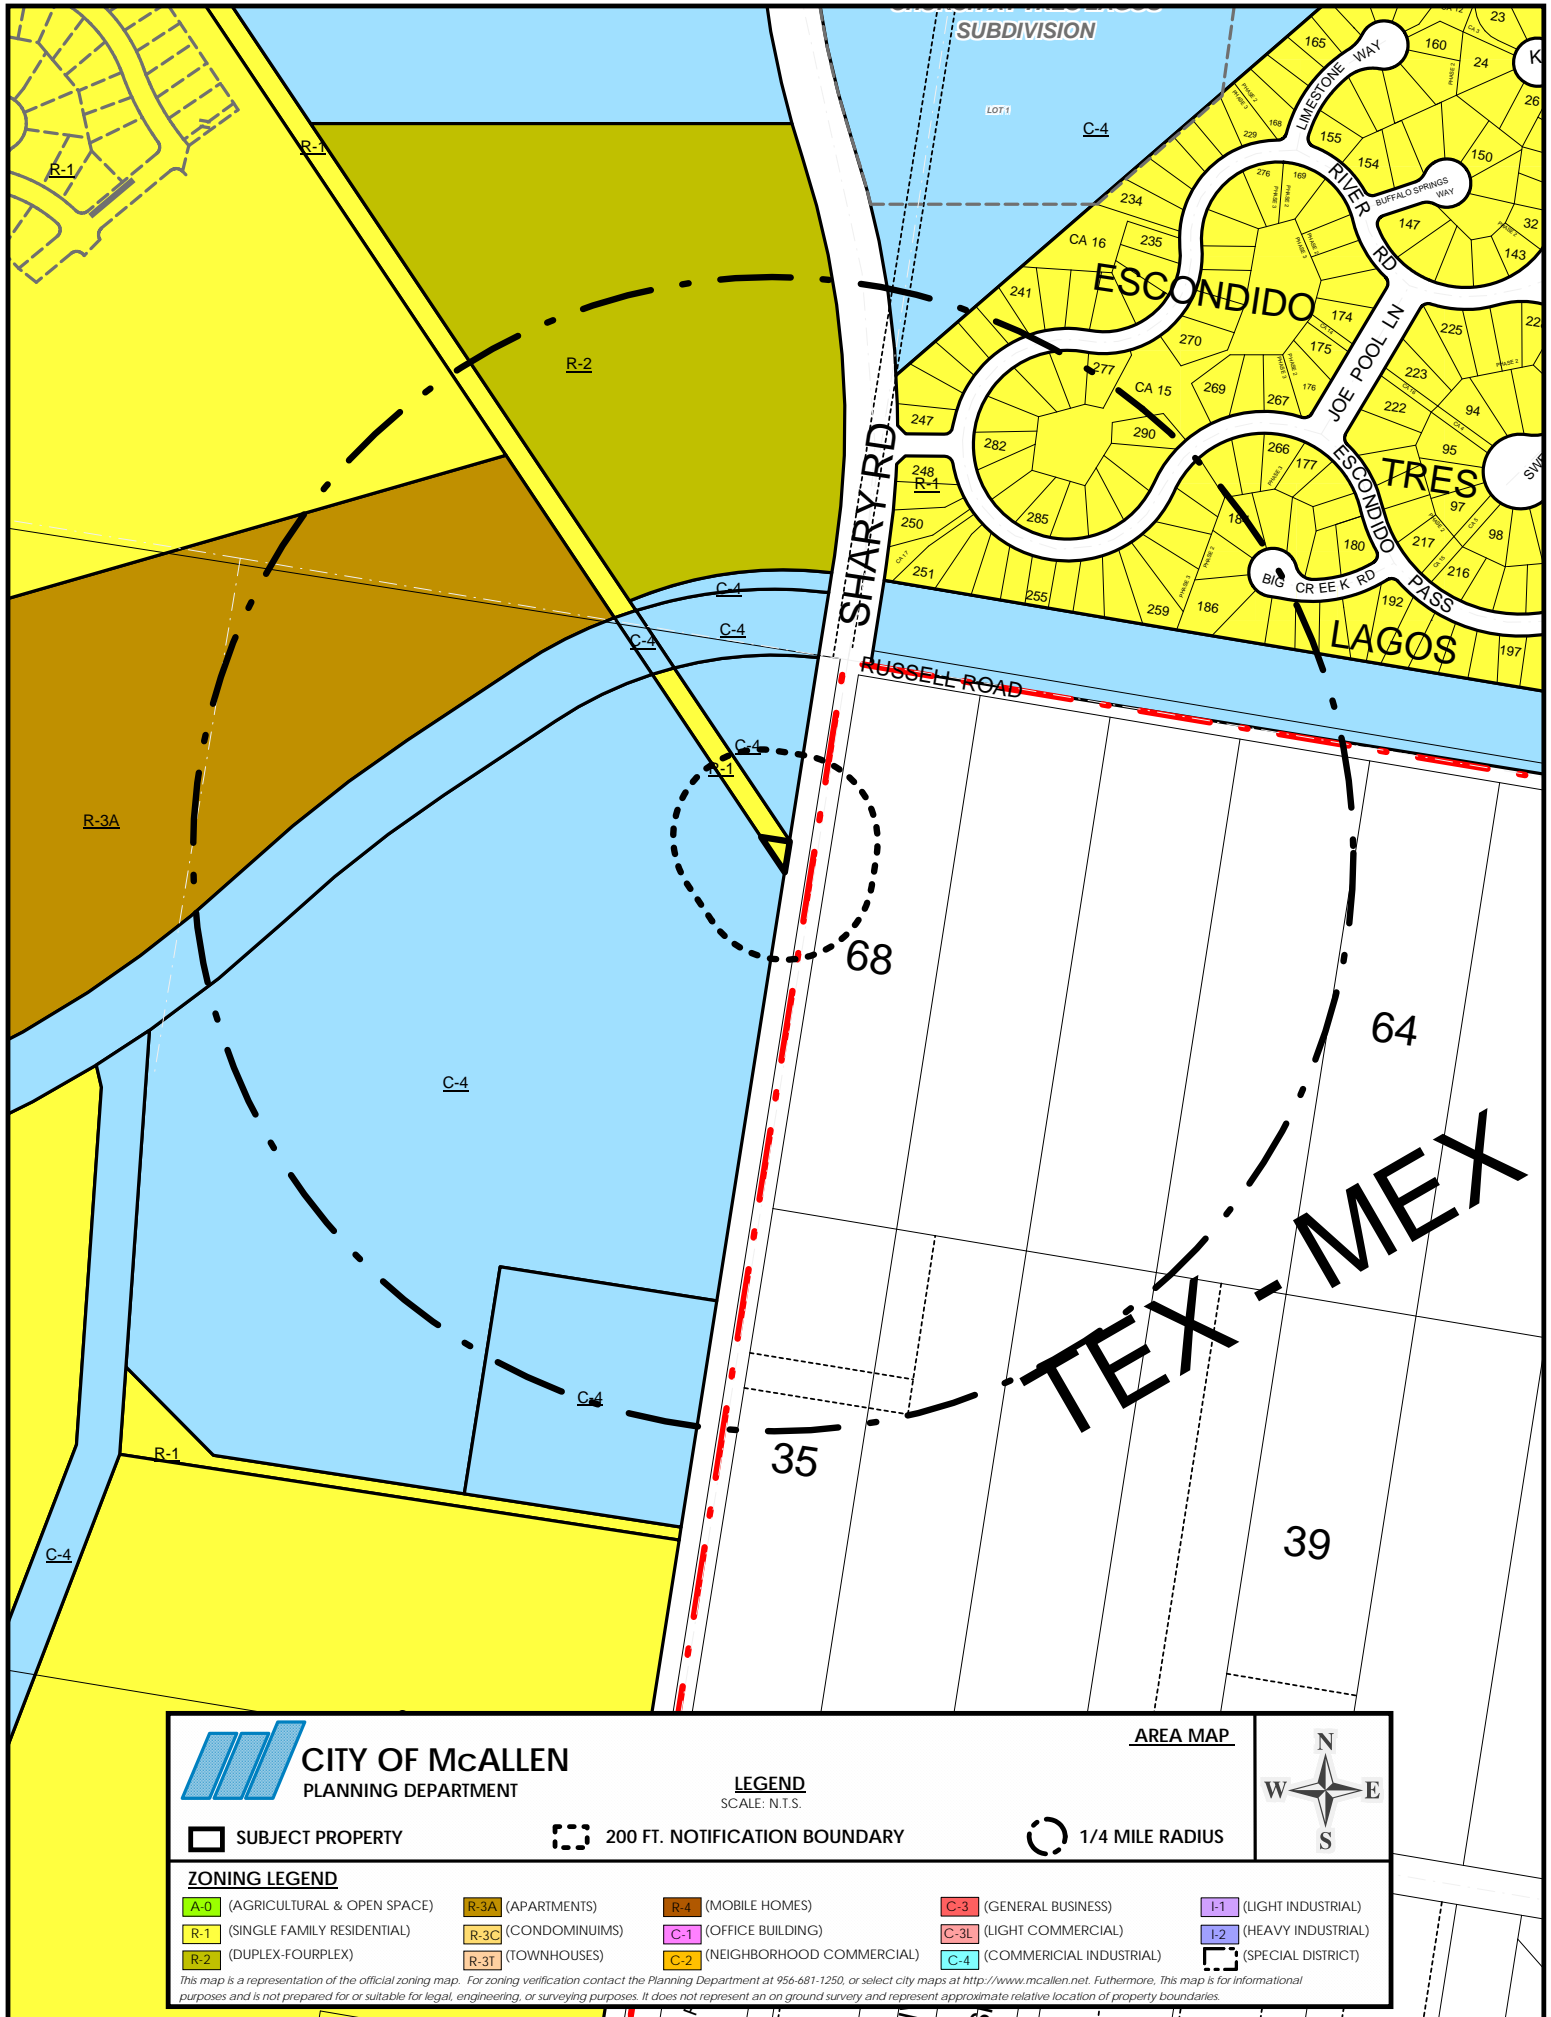 SUBDIVISION
LOT 1
C-4
R-1
R-1
R-2
R-3A
C-4
C-4
C-4
C-4
R-1
C-4
C-4
R-1
C-4
R-1
SHARY RD
RUSSELL ROAD
ESCONDIDO
TRES
LAGOS
LIMESTONE WAY
RIVER RD
BUFFALO SPRINGS
WAY
JOE POOL LN
ESCONDIDO PASS
BIG CREEK RD
165
160
23
24
26
168
229
155
154
150
276
169
234
235
CA 16
147
32
143
241
174
175
176
225
270
277
CA 15
269
267
223
222
94
95
247
282
290
266
177
248
250
251
285
255
259
186
180
97
98
217
216
192
197
68
64
35
39
TEX - MEX
CITY OF McALLEN
PLANNING DEPARTMENT
AREA MAP
LEGEND
SCALE: N.T.S.
SUBJECT PROPERTY
200 FT. NOTIFICATION BOUNDARY
1/4 MILE RADIUS
N
W E
S
ZONING LEGEND
A-0 (AGRICULTURAL & OPEN SPACE) R-3A (APARTMENTS) R-4 (MOBILE HOMES) C-3 (GENERAL BUSINESS) I-1 (LIGHT INDUSTRIAL)
R-1 (SINGLE FAMILY RESIDENTIAL) R-3C (CONDOMINUIMS) C-1 (OFFICE BUILDING) C-3L (LIGHT COMMERCIAL) I-2 (HEAVY INDUSTRIAL)
R-2 (DUPLEX-FOURPLEX) R-3T (TOWNHOUSES) C-2 (NEIGHBORHOOD COMMERCIAL) C-4 (COMMERICIAL INDUSTRIAL) (SPECIAL DISTRICT)
This map is a representation of the official zoning map. For zoning verification contact the Planning Department at 956-681-1250, or select city maps at http://www.mcallen.net. Futhermore, This map is for informational
purposes and is not prepared for or suitable for legal, engineering, or surveying purposes. It does not represent an on ground survey and represent approximate relative location of property boundaries.